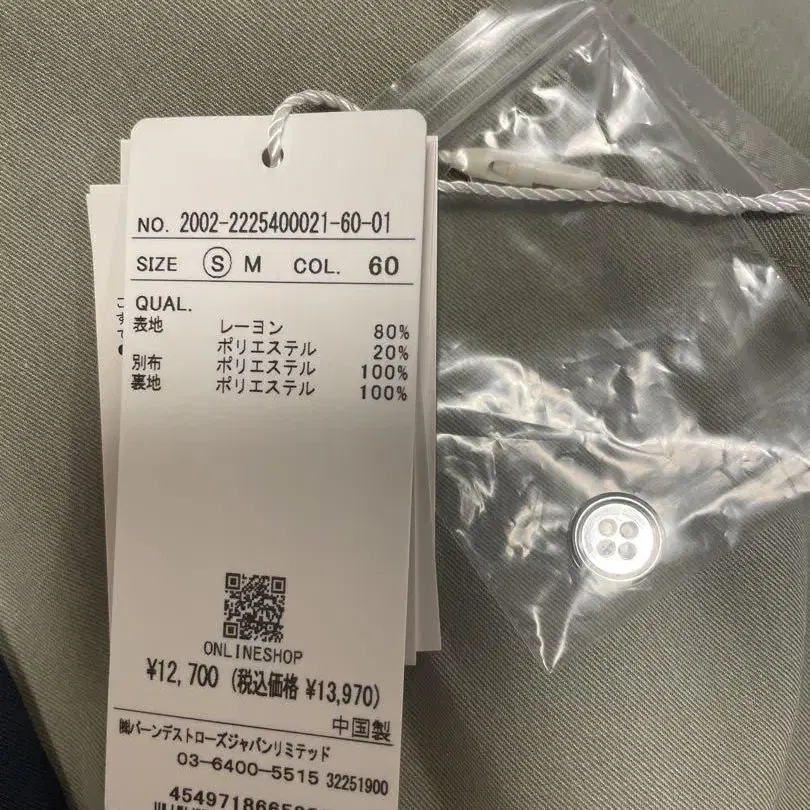 NO. 2002-2225400021-60-01
SIZE Ⓢ M COL. 60
QUAL.
表地 レーヨン 80%
ポリエステル 20%
別布 ポリエステル 100%
裏地 ポリエステル 100%
ONLINESHOP
¥12,700 (税込価格 ¥13,970)
中国製
㈱バーンデストローズジャパンリミテッド
03-6400-5515 32251900